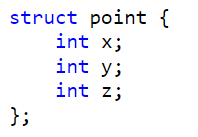 struct point {
    int x;
    int y;
    int z;
};